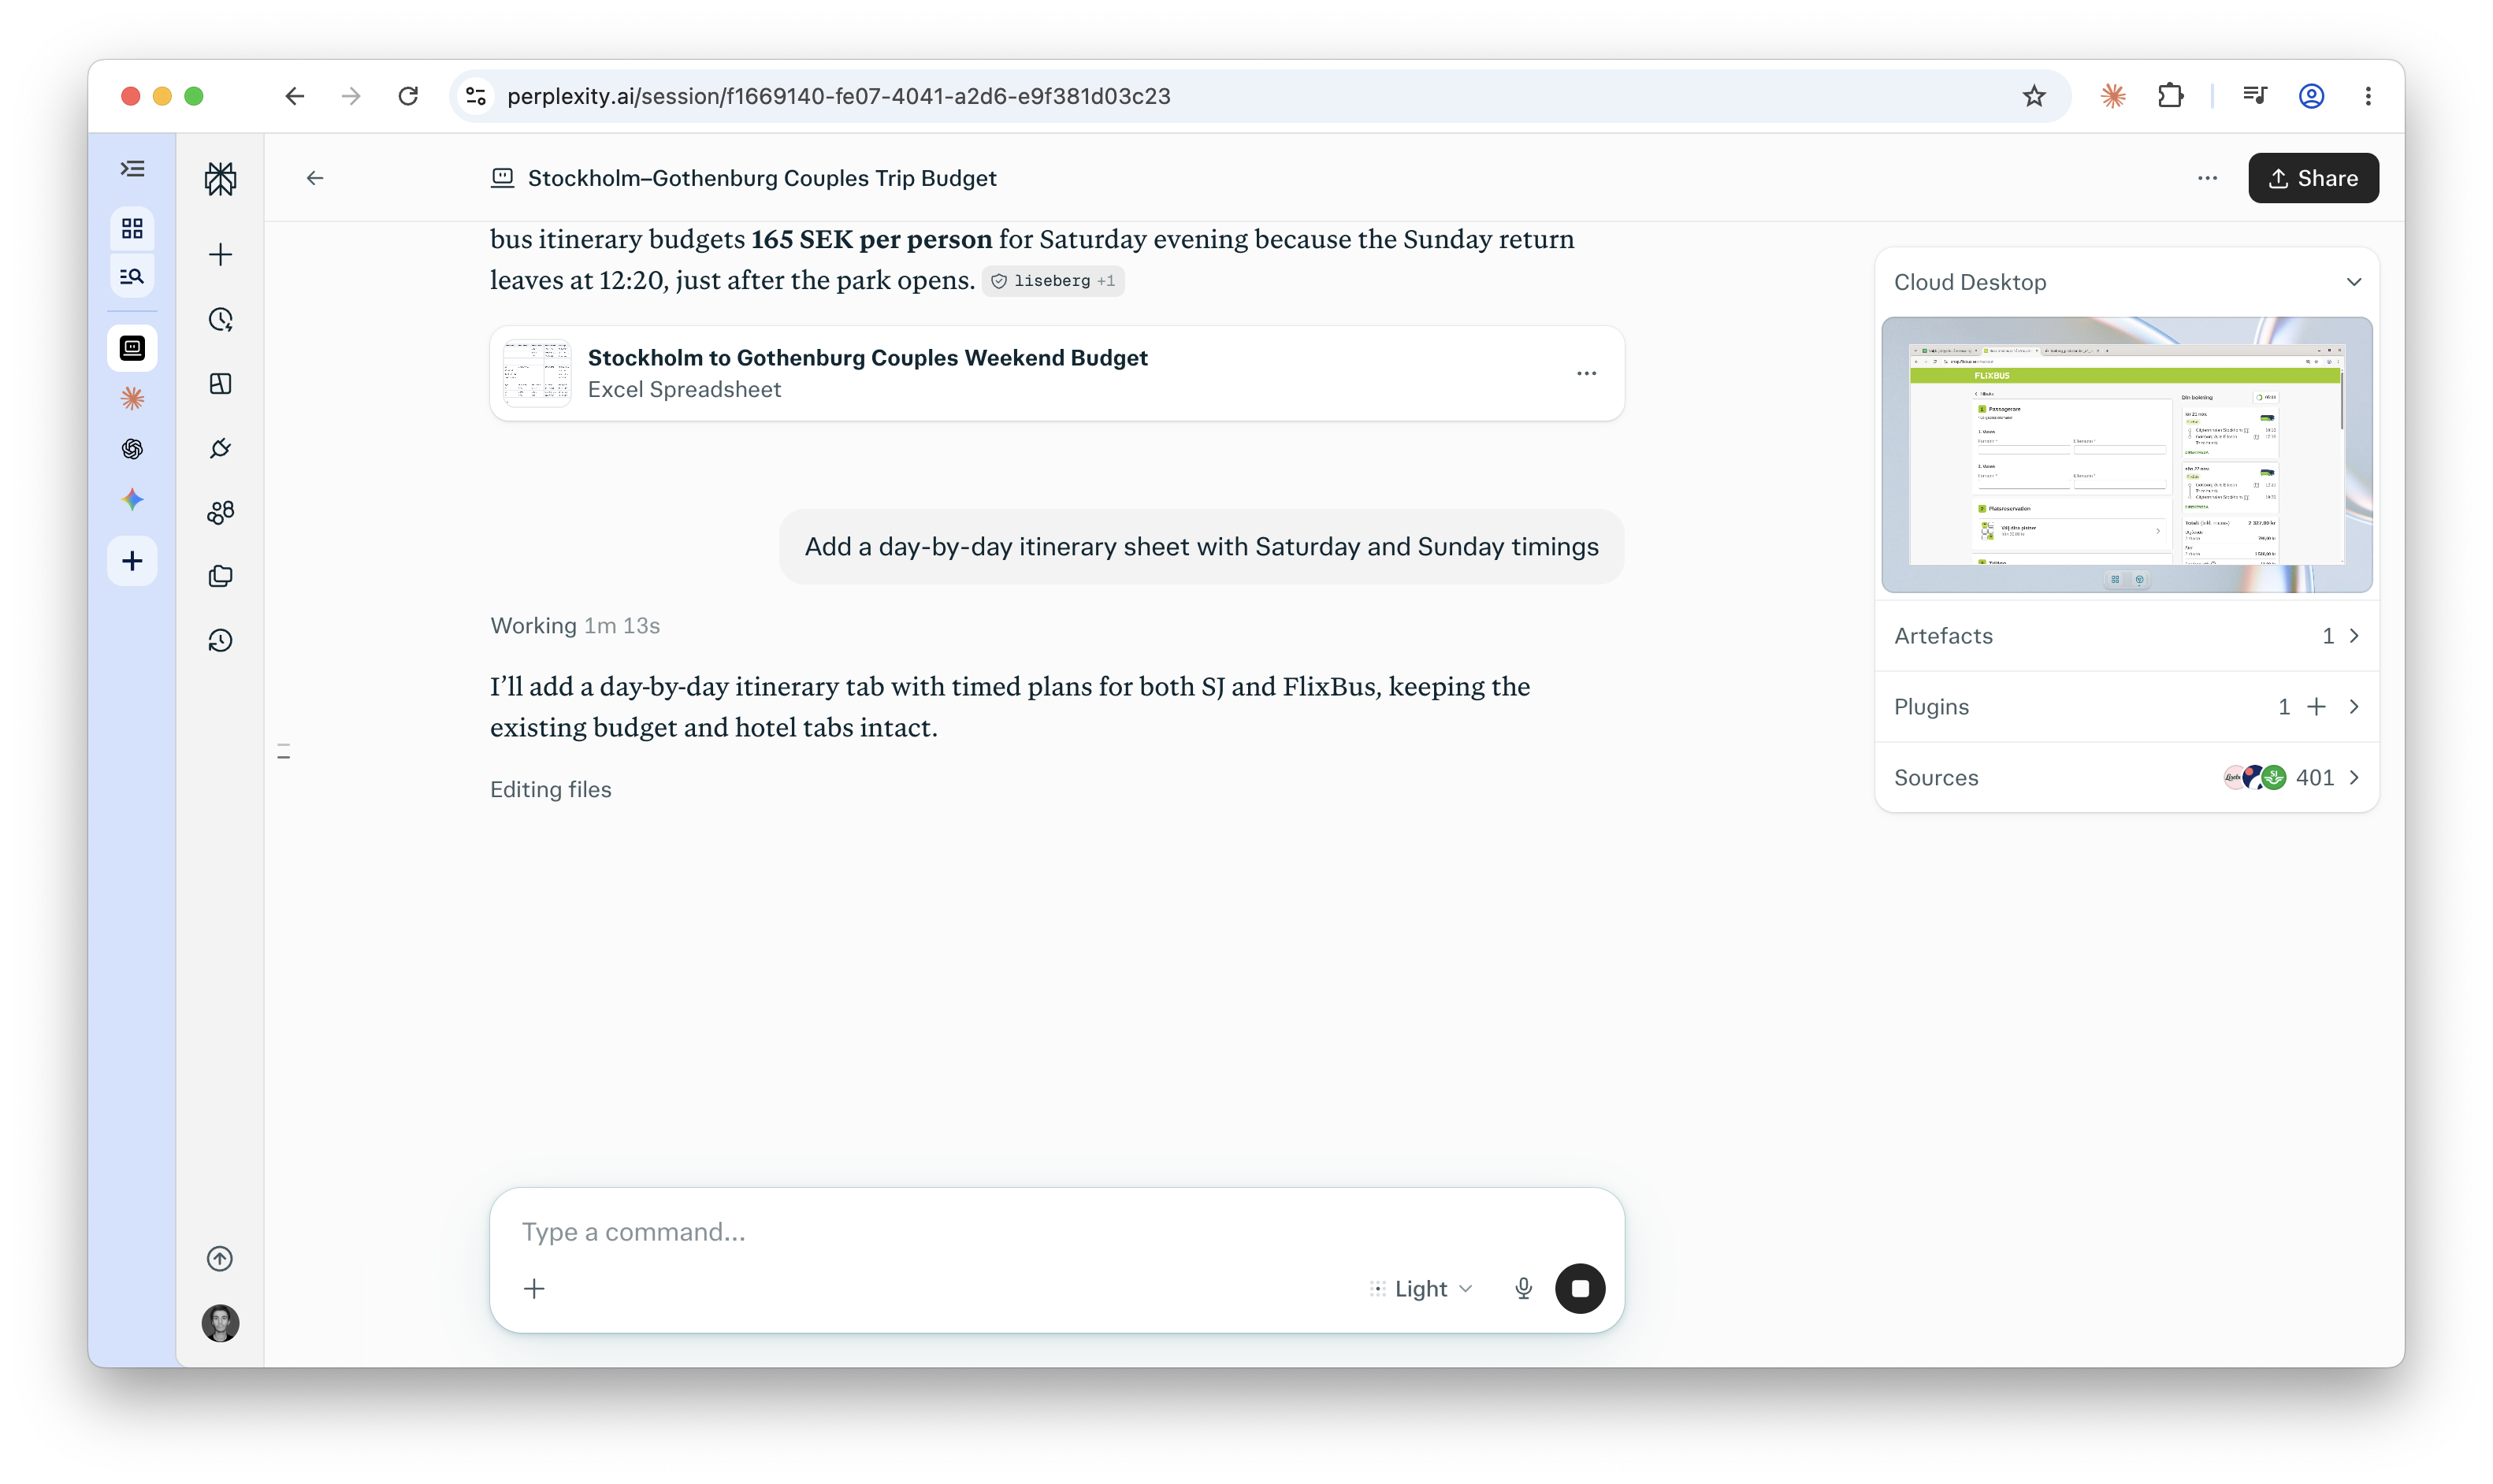 perplexity.ai/session/f1669140-fe07-4041-a2d6-e9f381d03c23
Stockholm–Gothenburg Couples Trip Budget
Share
bus itinerary budgets 165 SEK per person for Saturday evening because the Sunday return
leaves at 12:20, just after the park opens. liseberg +1
Stockholm to Gothenburg Couples Weekend Budget
Excel Spreadsheet
Add a day-by-day itinerary sheet with Saturday and Sunday timings
Working 1m 13s
I’ll add a day-by-day itinerary tab with timed plans for both SJ and FlixBus, keeping the
existing budget and hotel tabs intact.
Editing files
Type a command...
Light
Cloud Desktop
FLiXBUS
Din bokning
Passagerare
Platsreservation
Artefacts 1
Plugins 1
Sources SJ 401